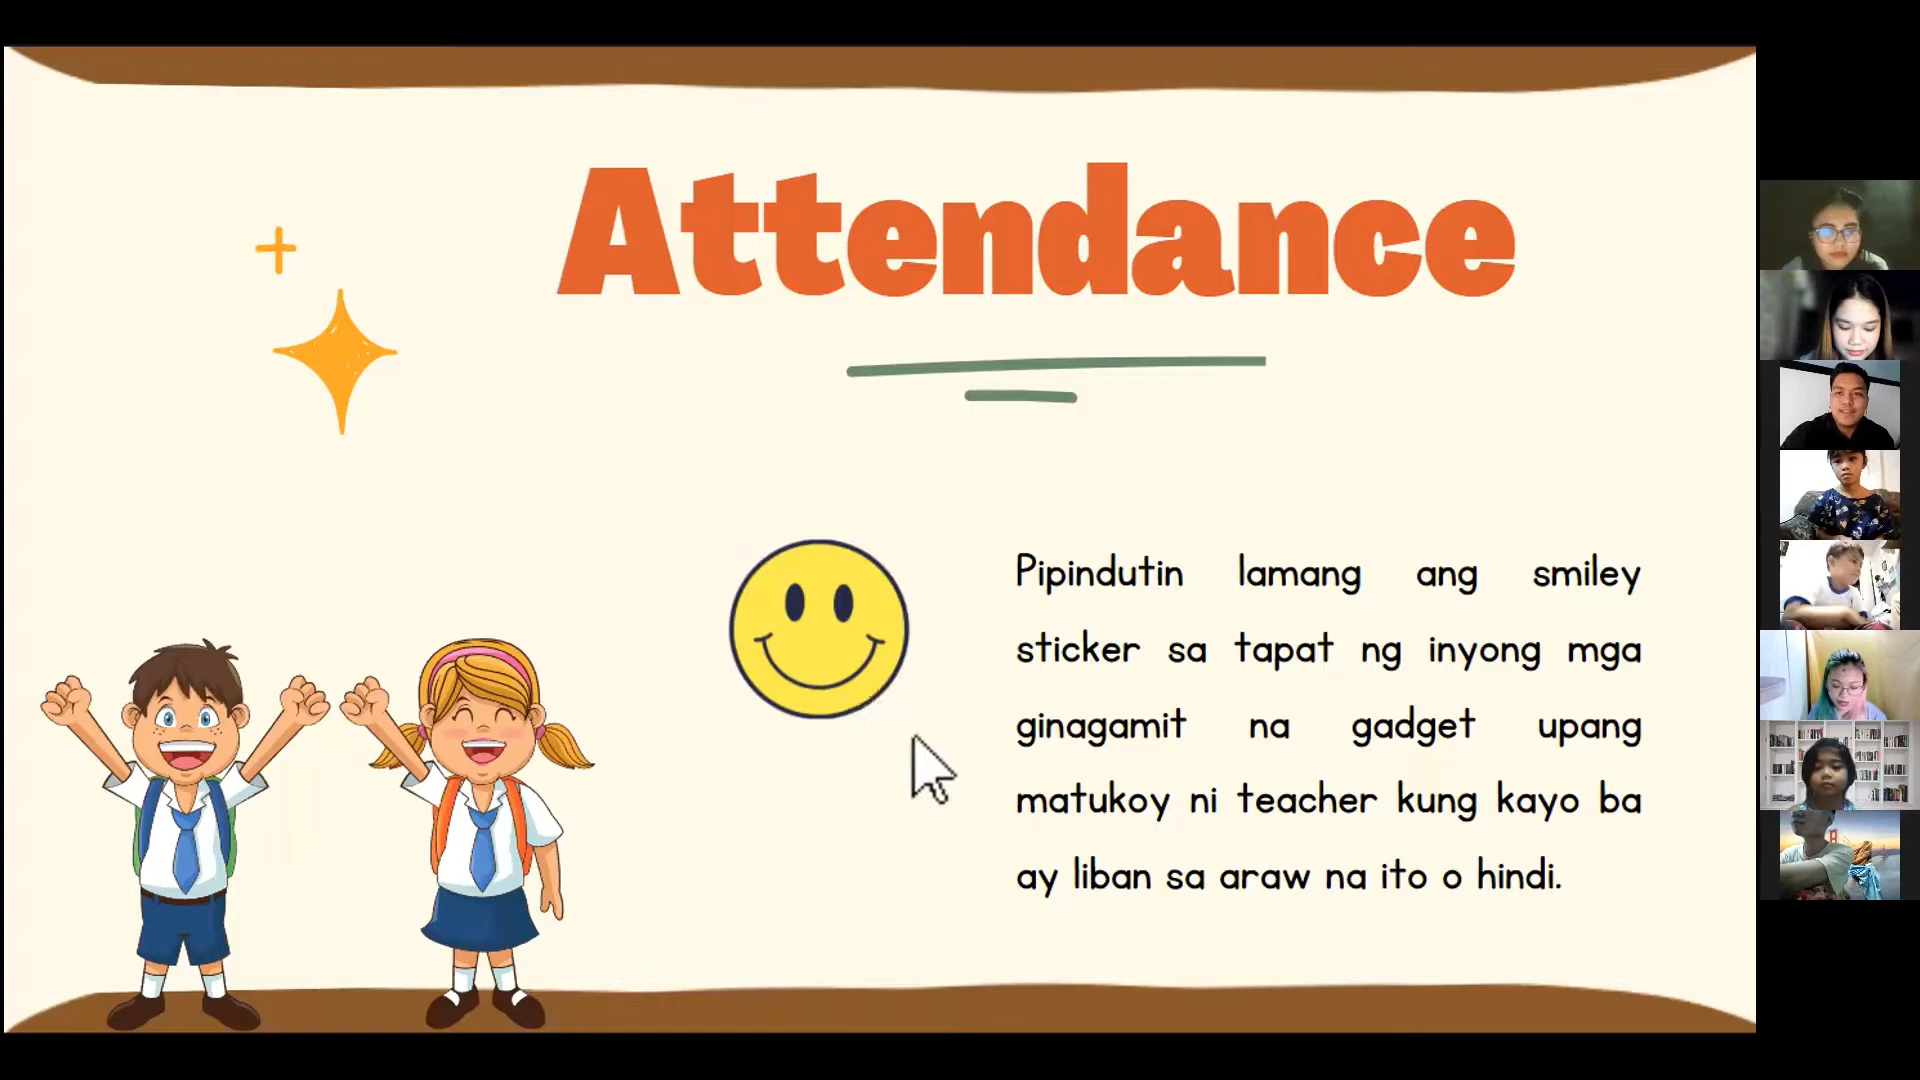 Attendance
Pipindutin lamang ang smiley
sticker sa tapat ng inyong mga
ginagamit na gadget upang
matukoy ni teacher kung kayo ba
ay liban sa araw na ito o hindi.